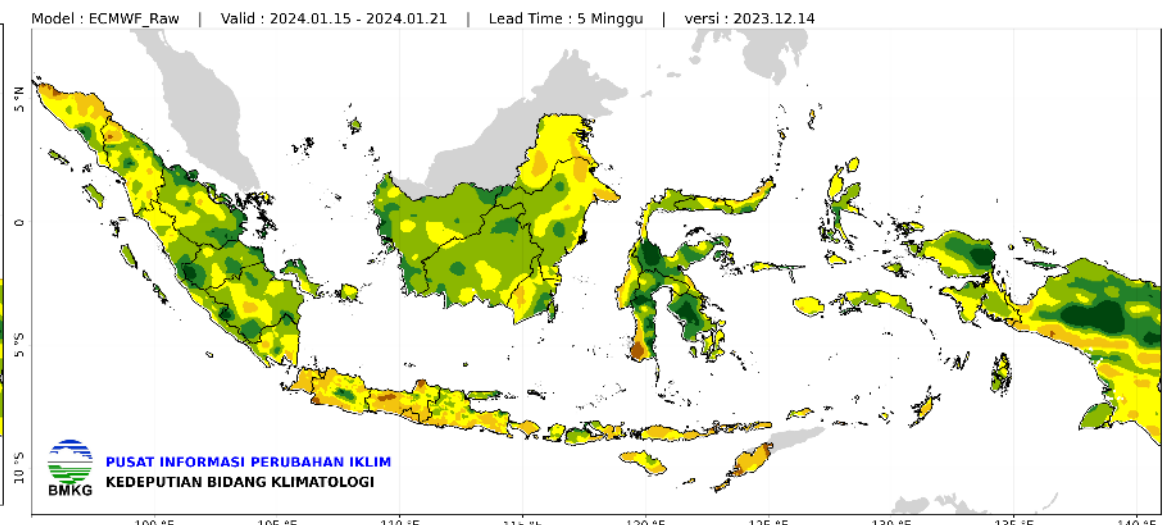 Model : ECMWF_Raw | Valid : 2024.01.15 - 2024.01.21 | Lead Time : 5 Minggu | versi : 2023.12.14
5°N
0
5°S
10°S
BMKG
PUSAT INFORMASI PERUBAHAN IKLIM
KEDEPUTIAN BIDANG KLIMATOLOGI
100°E 105°E 110°E 115°E 120°E 125°E 130°E 135°E 140°E